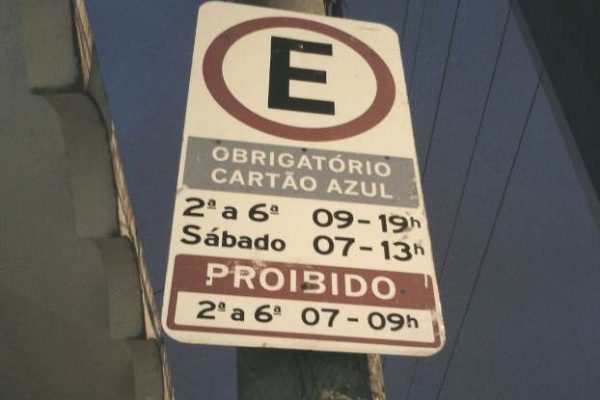 E
OBRIGATÓRIO
CARTÃO AZUL
2ª a 6ª 09-19h
Sábado 07-13h
PROIBIDO
2ª a 6ª 07-09h